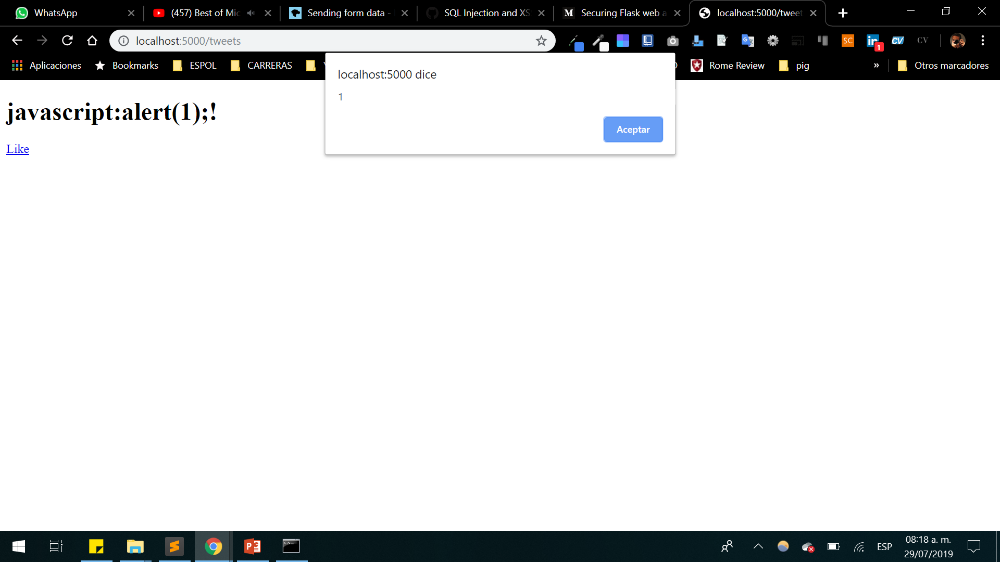 WhatsApp
(457) Best of Mic
Sending form data -
SQL Injection and XS
M
Securing Flask web a
localhost:5000/tweet
localhost:5000/tweets
SC
in
1
CV
CV
Aplicaciones
Bookmarks
ESPOL
CARRERAS
Rome Review
pig
»
Otros marcadores
localhost:5000 dice
1
Aceptar
javascript:alert(1);!
Like
ESP
08:18 a. m.
29/07/2019